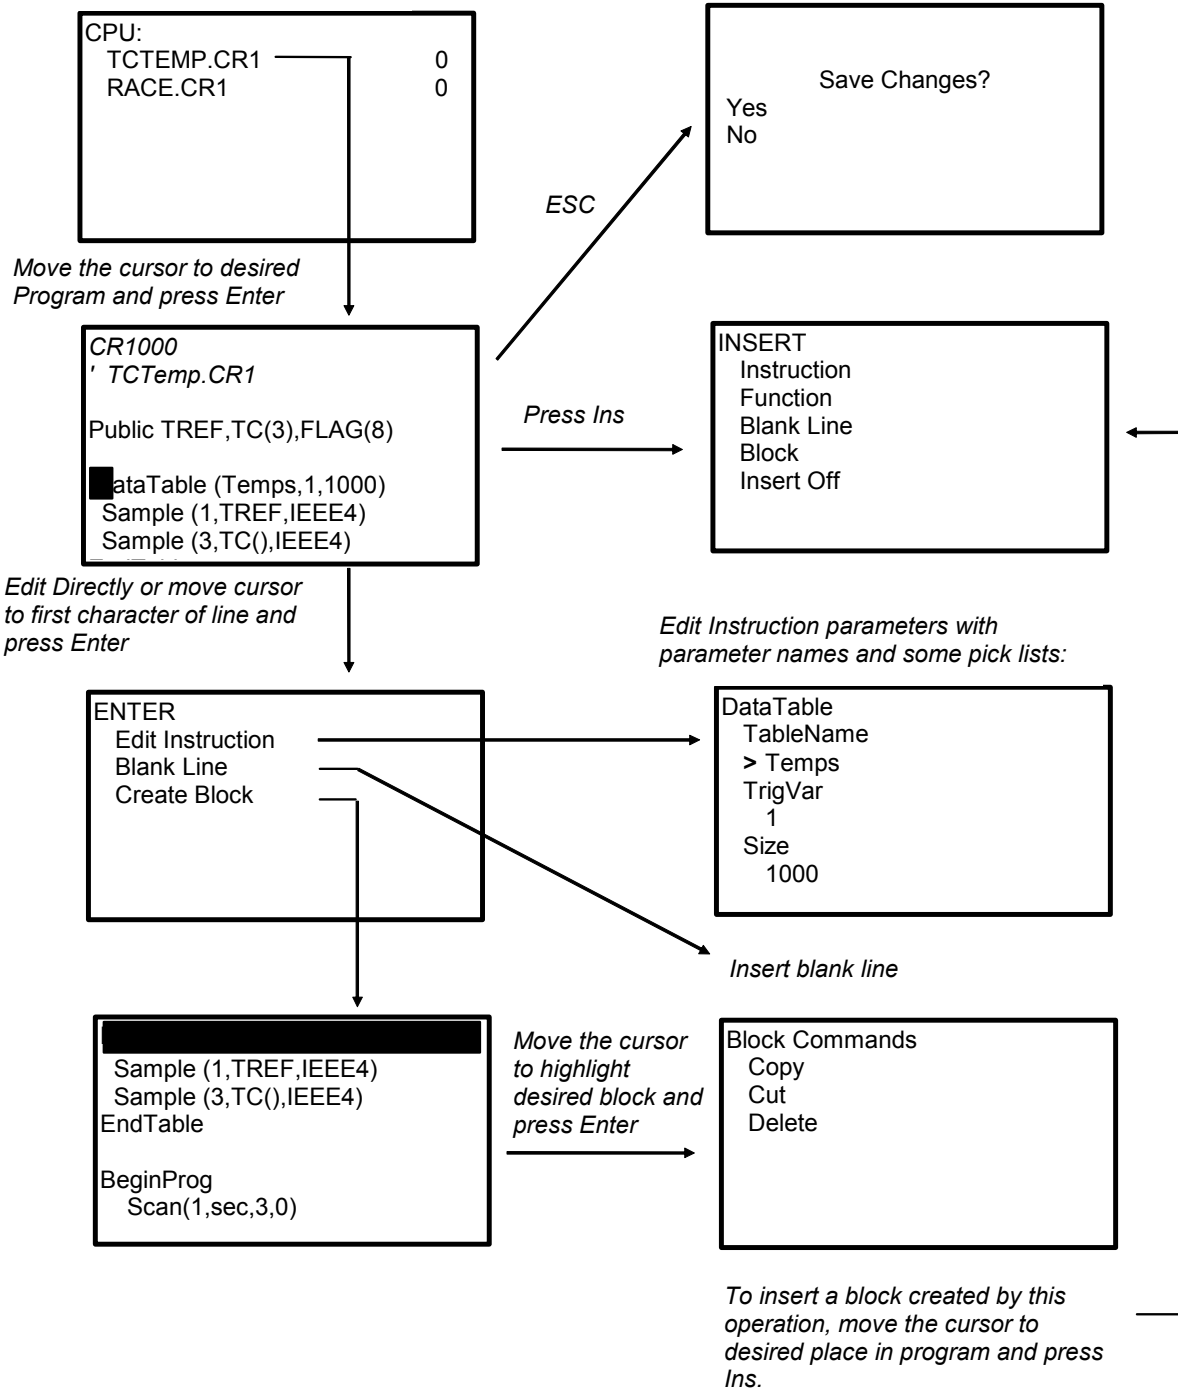 CPU:
TCTEMP.CR1 0
RACE.CR1 0
Save Changes?
Yes
No
ESC
Move the cursor to desired
Program and press Enter
CR1000
' TCTemp.CR1
Public TREF,TC(3),FLAG(8)
ataTable (Temps,1,1000)
Sample (1,TREF,IEEE4)
Sample (3,TC(),IEEE4)
Press Ins
INSERT
Instruction
Function
Blank Line
Block
Insert Off
Edit Directly or move cursor
to first character of line and
press Enter
Edit Instruction parameters with
parameter names and some pick lists:
ENTER
Edit Instruction
Blank Line
Create Block
DataTable
TableName
> Temps
TrigVar
1
Size
1000
Insert blank line
Sample (1,TREF,IEEE4)
Sample (3,TC(),IEEE4)
EndTable
BeginProg
Scan(1,sec,3,0)
Move the cursor
to highlight
desired block and
press Enter
Block Commands
Copy
Cut
Delete
To insert a block created by this
operation, move the cursor to
desired place in program and press
Ins.